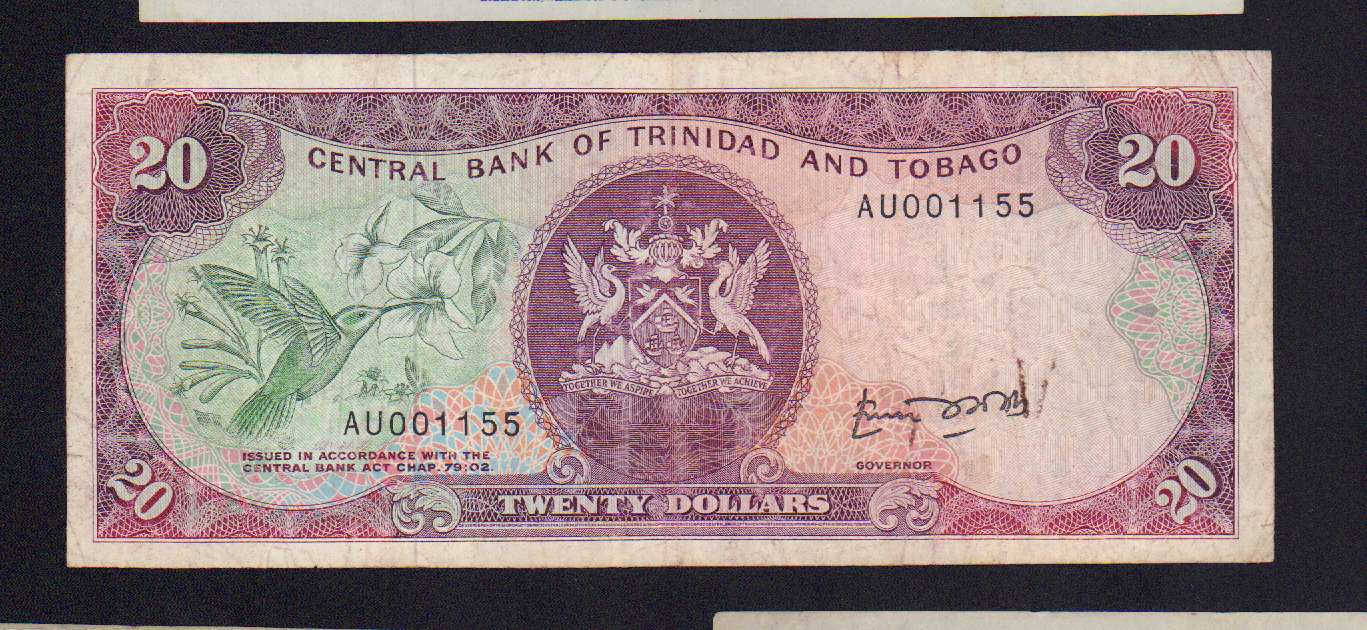 CENTRAL BANK OF TRINIDAD AND TOBAGO
20
20
AU001155
TOGETHER WE ASPIRE TOGETHER WE ACHIEVE
AU001155
ISSUED IN ACCORDANCE WITH THE
CENTRAL BANK ACT CHAP. 79:02.
GOVERNOR
20
TWENTY DOLLARS
20